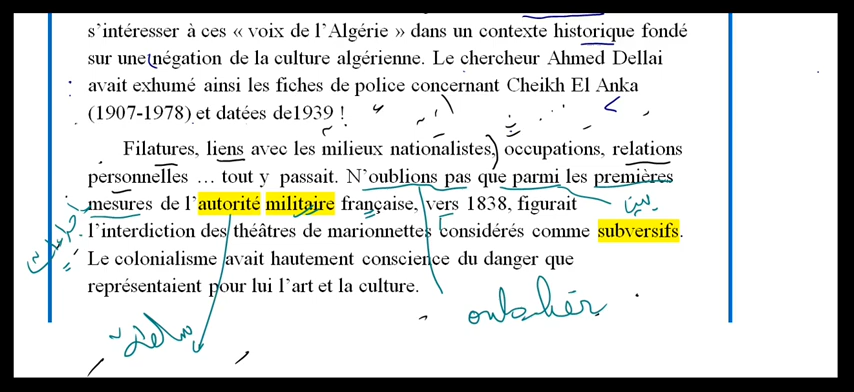 s’intéresser à ces « voix de l’Algérie » dans un contexte historique fondé
sur une négation de la culture algérienne. Le chercheur Ahmed Dellai
avait exhumé ainsi les fiches de police concernant Cheikh El Anka
(1907-1978) et datées de1939 !
Filatures, liens avec les milieux nationalistes, occupations, relations
personnelles … tout y passait. N’oublions pas que parmi les premières
mesures de l’autorité militaire française, vers 1838, figurait
بين
l’interdiction des théâtres de marionnettes considérés comme subversifs.
Le colonialisme avait hautement conscience du danger que
représentaient pour lui l’art et la culture.